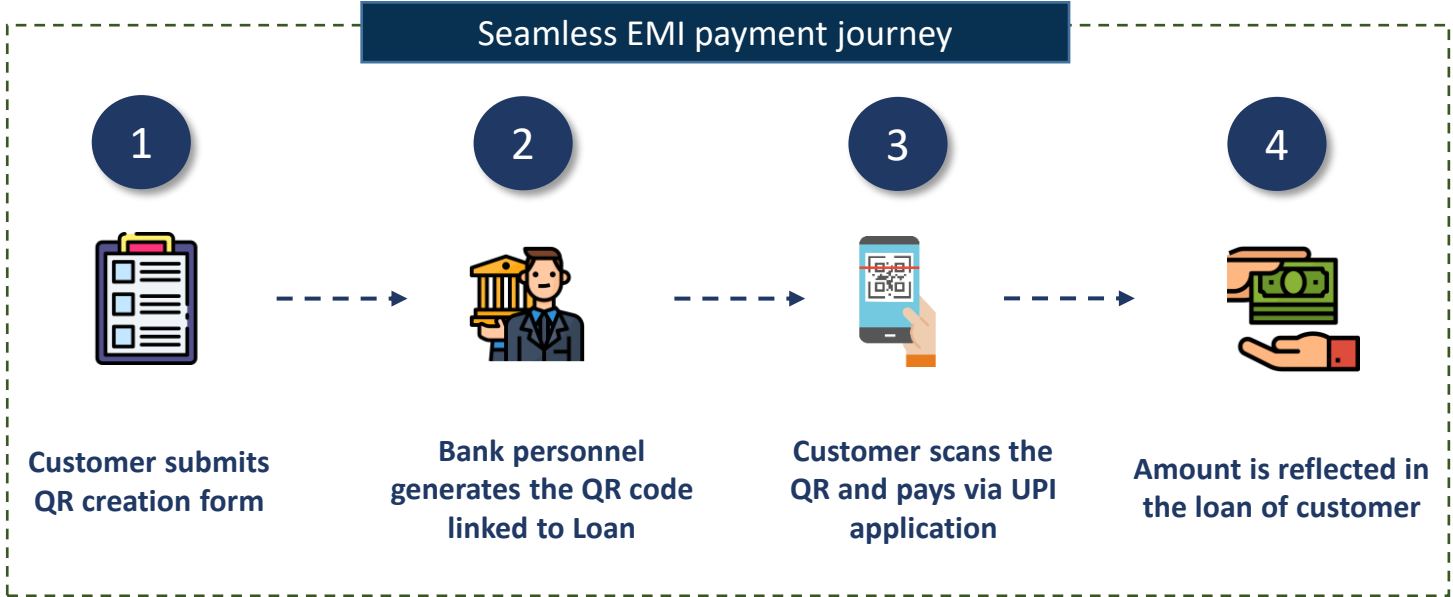 Seamless EMI payment journey
1
2
3
4
Customer submits
QR creation form
Bank personnel
generates the QR code
linked to Loan
Customer scans the
QR and pays via UPI
application
Amount is reflected in
the loan of customer